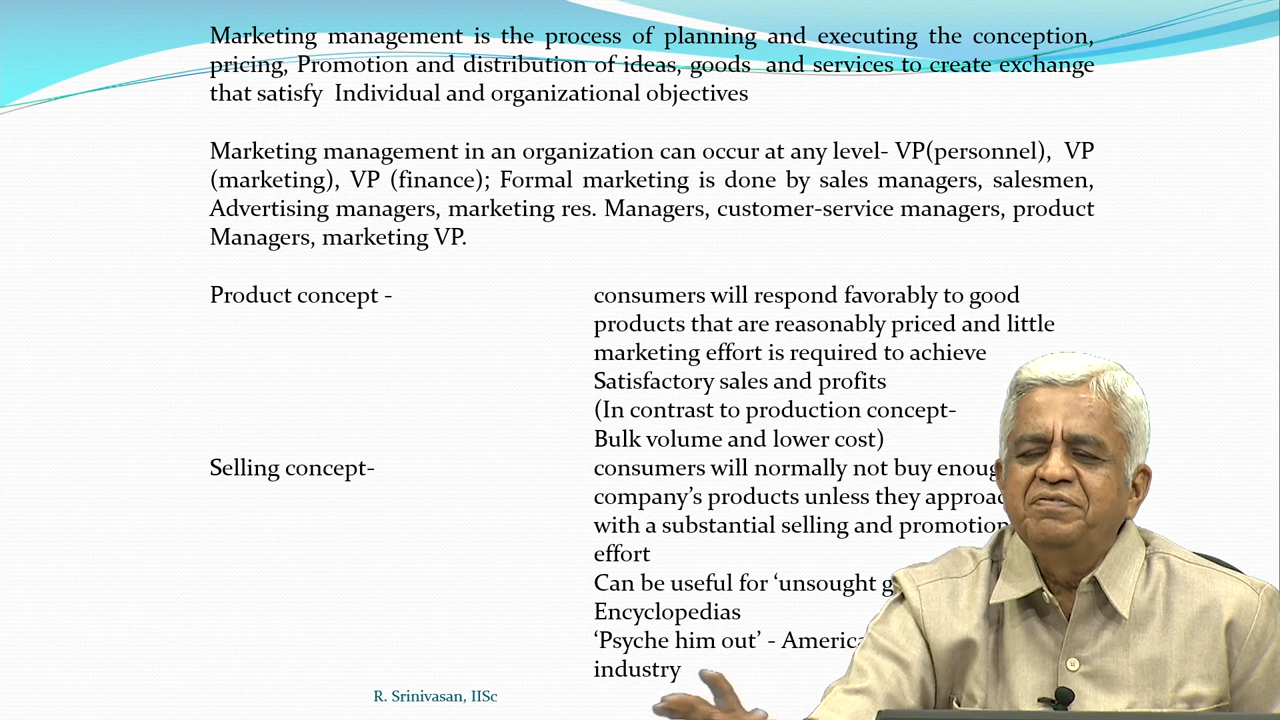 Marketing management is the process of planning and executing the conception,
pricing, Promotion and distribution of ideas, goods and services to create exchange
that satisfy Individual and organizational objectives
Marketing management in an organization can occur at any level- VP(personnel), VP
(marketing), VP (finance); Formal marketing is done by sales managers, salesmen,
Advertising managers, marketing res. Managers, customer-service managers, product
Managers, marketing VP.
Product concept - consumers will respond favorably to good
products that are reasonably priced and little
marketing effort is required to achieve
Satisfactory sales and profits
(In contrast to production concept-
Bulk volume and lower cost)
Selling concept- consumers will normally not buy
company's products unless they
with a substantial selling and promotion
effort
Can be useful for 'unsought
Encyclopedias
'Psyche him out' -
industry
R. Srinivasan, IISc